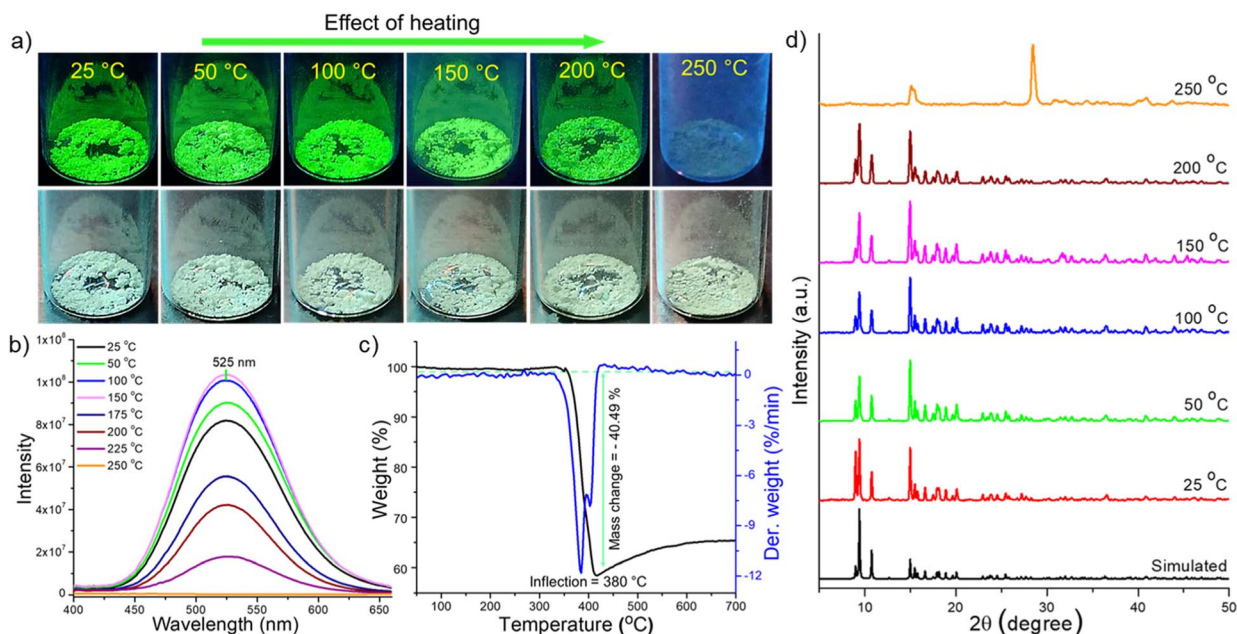 Effect of heating
a)
25 °C
50 °C
100 °C
150 °C
200 °C
250 °C
b)
1x10⁸
1x10⁸
8x10⁷
6x10⁷
4x10⁷
2x10⁷
0
Intensity
25 °C
50 °C
100 °C
150 °C
175 °C
200 °C
225 °C
250 °C
525 nm
400 450 500 550 600 650
Wavelength (nm)
c)
100
90
80
70
60
Weight (%)
Mass change = - 40.49 %
Inflection = 380 °C
0
-3
-6
-9
-12
Der. weight (%/min)
100 200 300 400 500 600 700
Temperature (°C)
d)
Intensity (a.u.)
250 °C
200 °C
150 °C
100 °C
50 °C
25 °C
Simulated
10 20 30 40 50
2θ (degree)